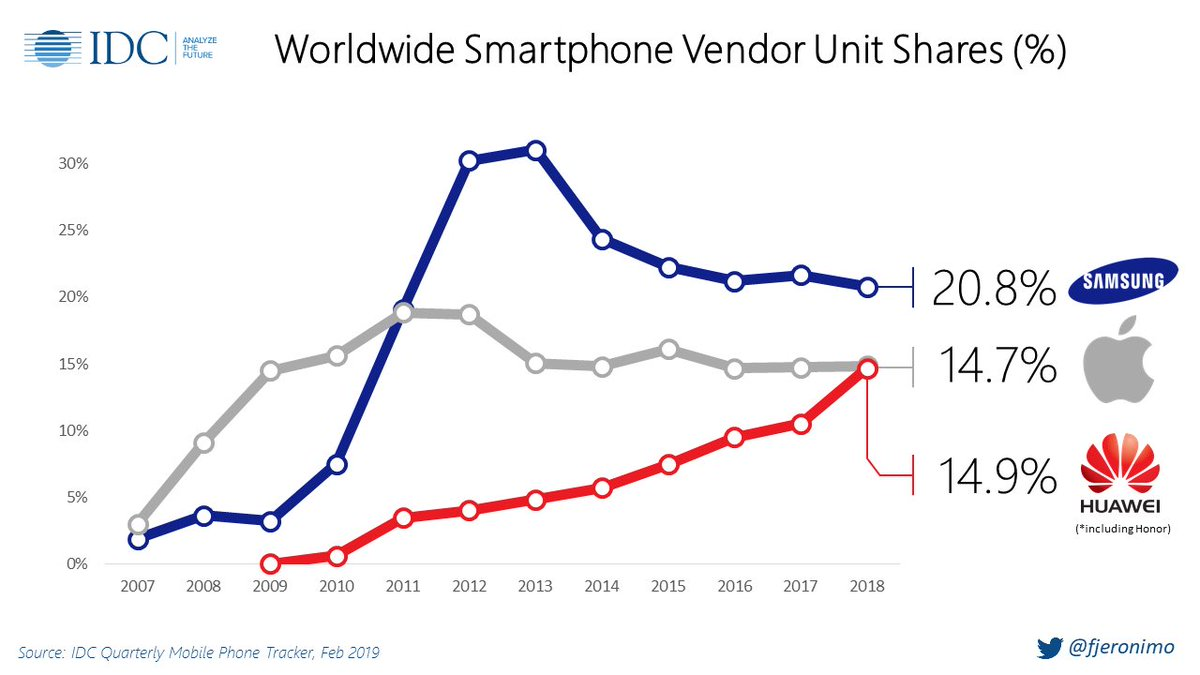 IDC
ANALYZE
THE
FUTURE
Worldwide Smartphone Vendor Unit Shares (%)
30%
25%
20%
15%
10%
5%
0%
20.8%
SAMSUNG
14.7%
14.9%
HUAWEI
(*including Honor)
2007 2008 2009 2010 2011 2012 2013 2014 2015 2016 2017 2018
Source: IDC Quarterly Mobile Phone Tracker, Feb 2019
@fjeronimo